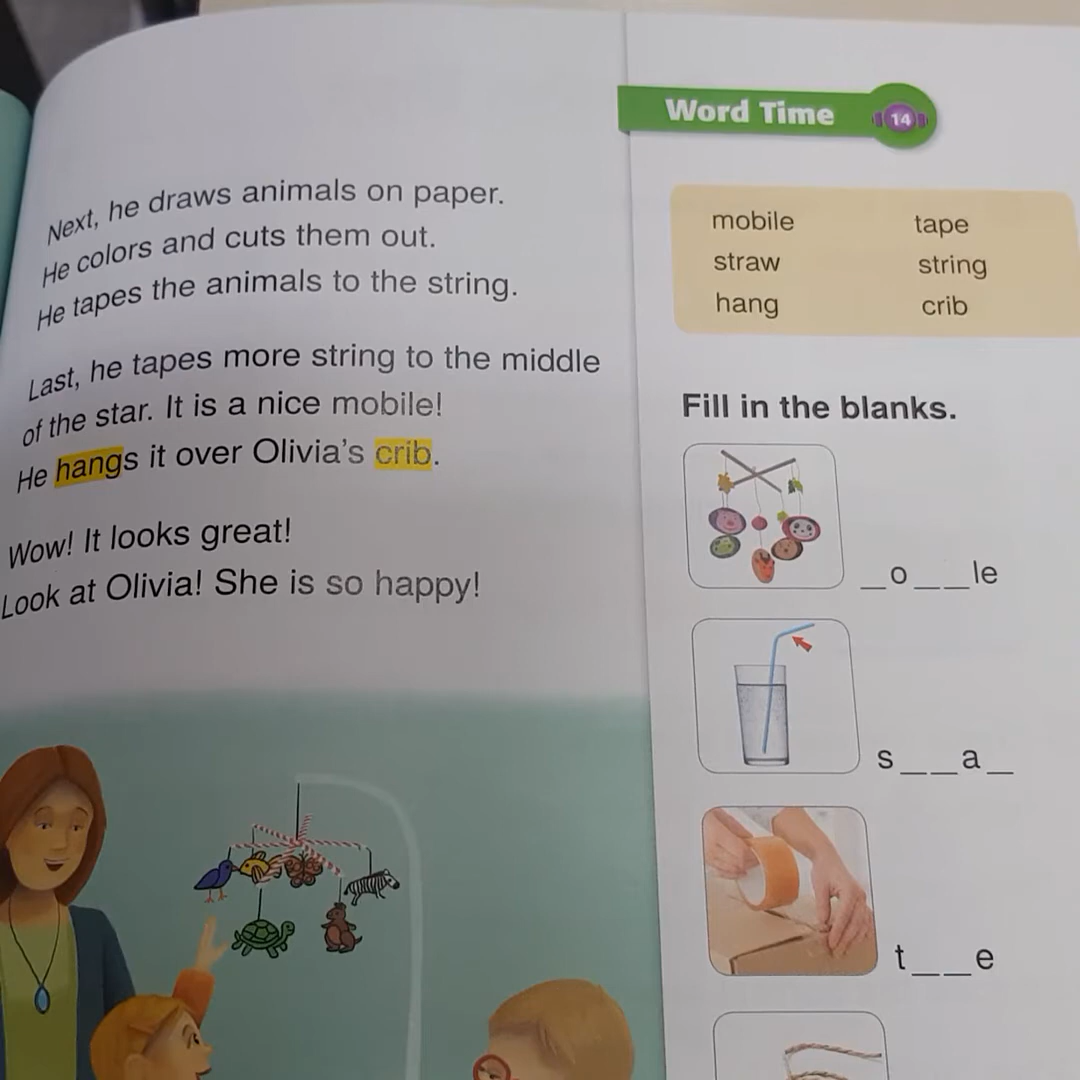 Next, he draws animals on paper.
He colors and cuts them out.
He tapes the animals to the string.
Last, he tapes more string to the middle
of the star. It is a nice mobile!
He hangs it over Olivia's crib.
Wow! It looks great!
Look at Olivia! She is so happy!
Word Time 14
mobile tape
straw string
hang crib
Fill in the blanks.
_o__le
s__a_
t__e